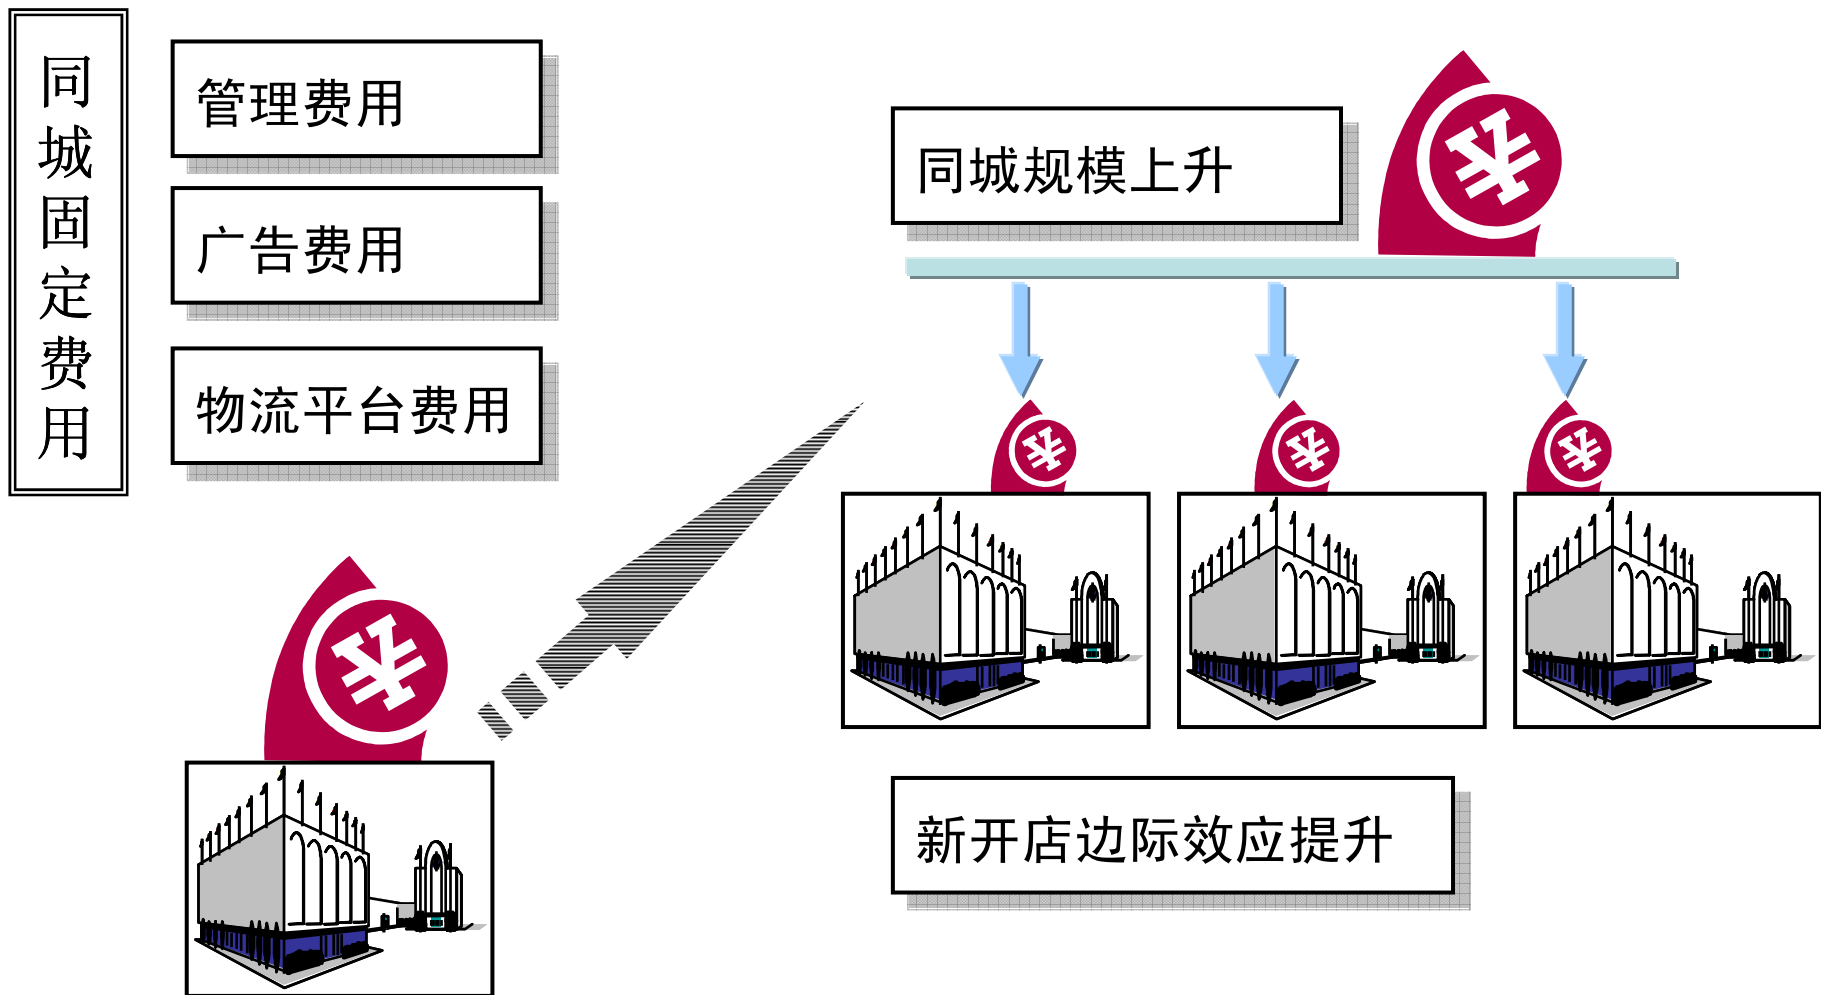 同城固定费用
管理费用
广告费用
物流平台费用
同城规模上升
新开店边际效应提升